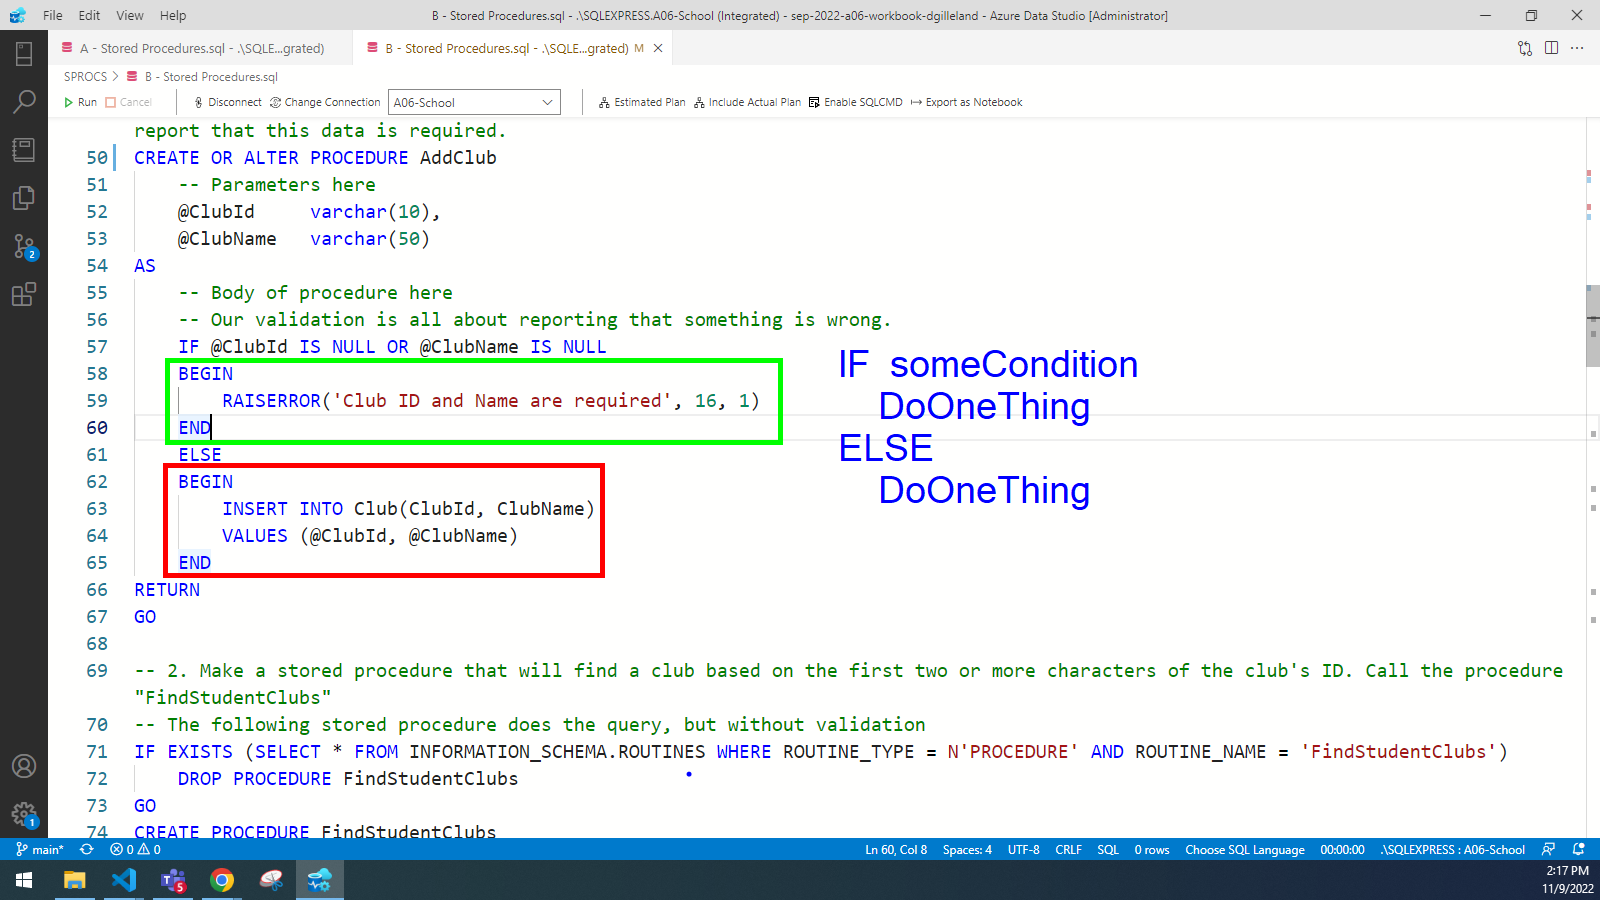 File Edit View Help
B - Stored Procedures.sql - .\SQLEXPRESS.A06-School (Integrated) - sep-2022-a06-workbook-dgilleland - Azure Data Studio [Administrator]
A - Stored Procedures.sql - .\SQLE...grated)
B - Stored Procedures.sql - .\SQLE...grated) M
SPROCS > B - Stored Procedures.sql
Run Cancel Disconnect Change Connection A06-School Estimated Plan Include Actual Plan Enable SQLCMD Export as Notebook
report that this data is required.
50 CREATE OR ALTER PROCEDURE AddClub
51 -- Parameters here
52 @ClubId varchar(10),
53 @ClubName varchar(50)
54 AS
55 -- Body of procedure here
56 -- Our validation is all about reporting that something is wrong.
57 IF @ClubId IS NULL OR @ClubName IS NULL
58 BEGIN
59 RAISERROR('Club ID and Name are required', 16, 1)
60 END
61 ELSE
62 BEGIN
63 INSERT INTO Club(ClubId, ClubName)
64 VALUES (@ClubId, @ClubName)
65 END
66 RETURN
67 GO
68
69 -- 2. Make a stored procedure that will find a club based on the first two or more characters of the club's ID. Call the procedure
"FindStudentClubs"
70 -- The following stored procedure does the query, but without validation
71 IF EXISTS (SELECT * FROM INFORMATION_SCHEMA.ROUTINES WHERE ROUTINE_TYPE = N'PROCEDURE' AND ROUTINE_NAME = 'FindStudentClubs')
72 DROP PROCEDURE FindStudentClubs
73 GO
74 CREATE PROCEDURE FindStudentClubs
IF someCondition
DoOneThing
ELSE
DoOneThing
2
1
main* 0 0 Ln 60, Col 8 Spaces: 4 UTF-8 CRLF SQL 0 rows Choose SQL Language 00:00:00 .\SQLEXPRESS : A06-School
5
2:17 PM
11/9/2022